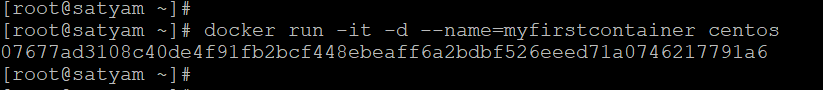 [root@satyam ~]#
[root@satyam ~]# docker run -it -d --name=myfirstcontainer centos
07677ad3108c40de4f91fb2bcf448ebeaff6a2bdbf526eeed71a0746217791a6
[root@satyam ~]#